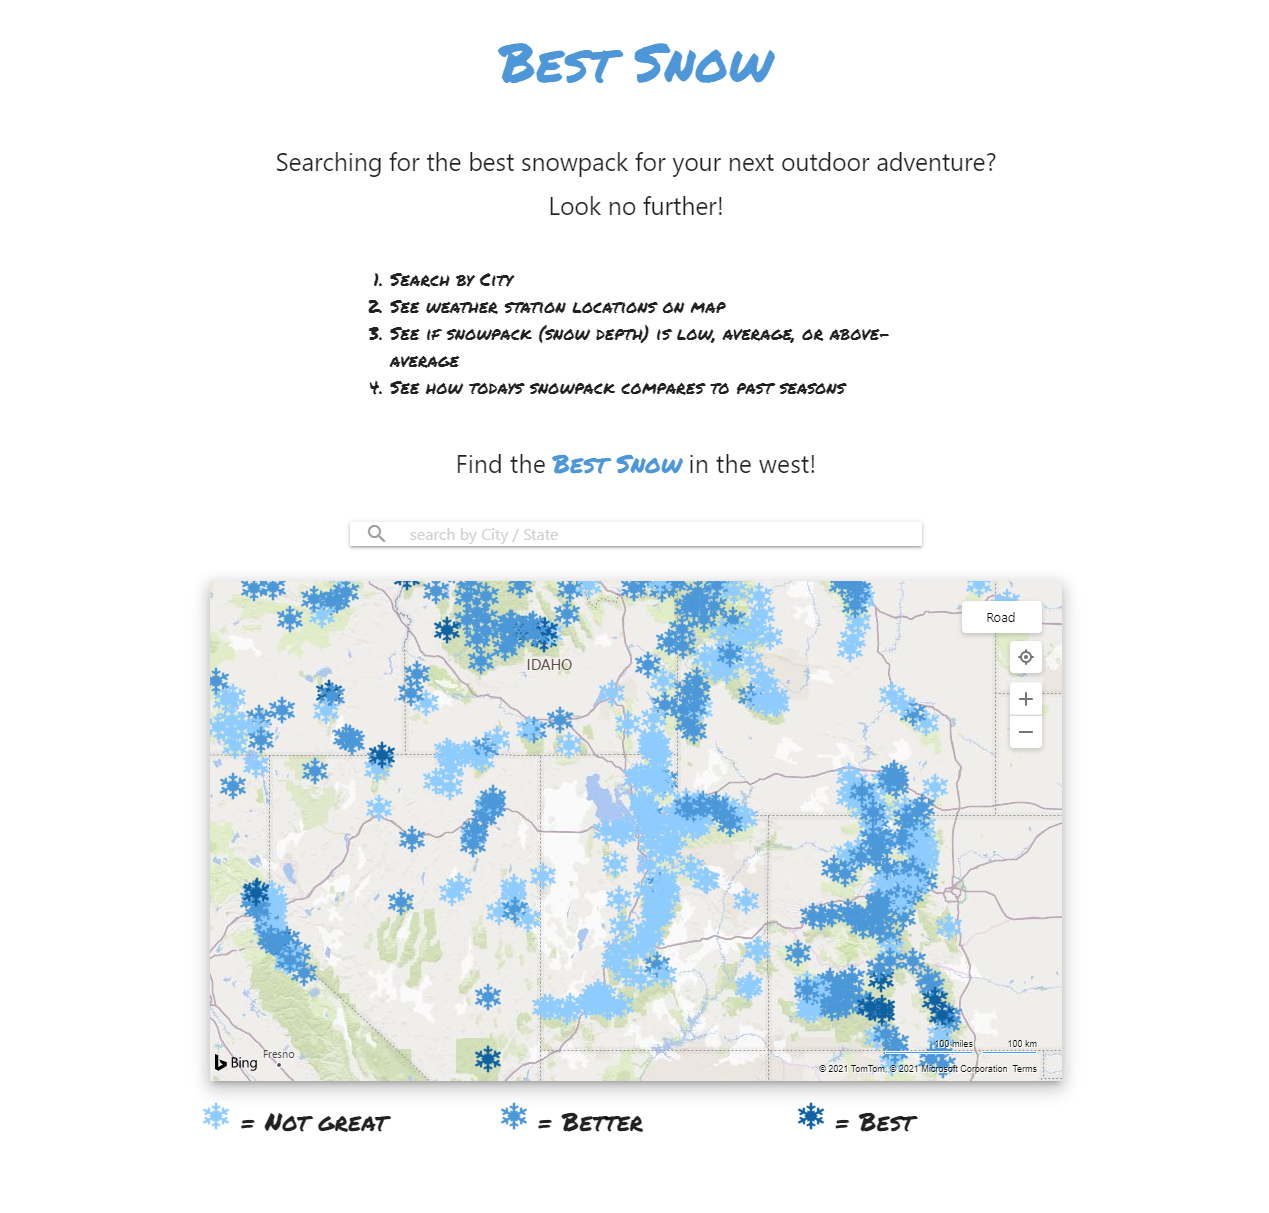 Best Snow
Searching for the best snowpack for your next outdoor adventure?
Look no further!
1. Search by City
2. See weather station locations on map
3. See if snowpack (snow depth) is low, average, or above-
average
4. See how todays snowpack compares to past seasons
Find the Best Snow in the west!
search by City / State
Road
IDAHO
100 miles 100 km
Bing Fresno
© 2021 TomTom, © 2021 Microsoft Corporation Terms
= Not great = Better = Best